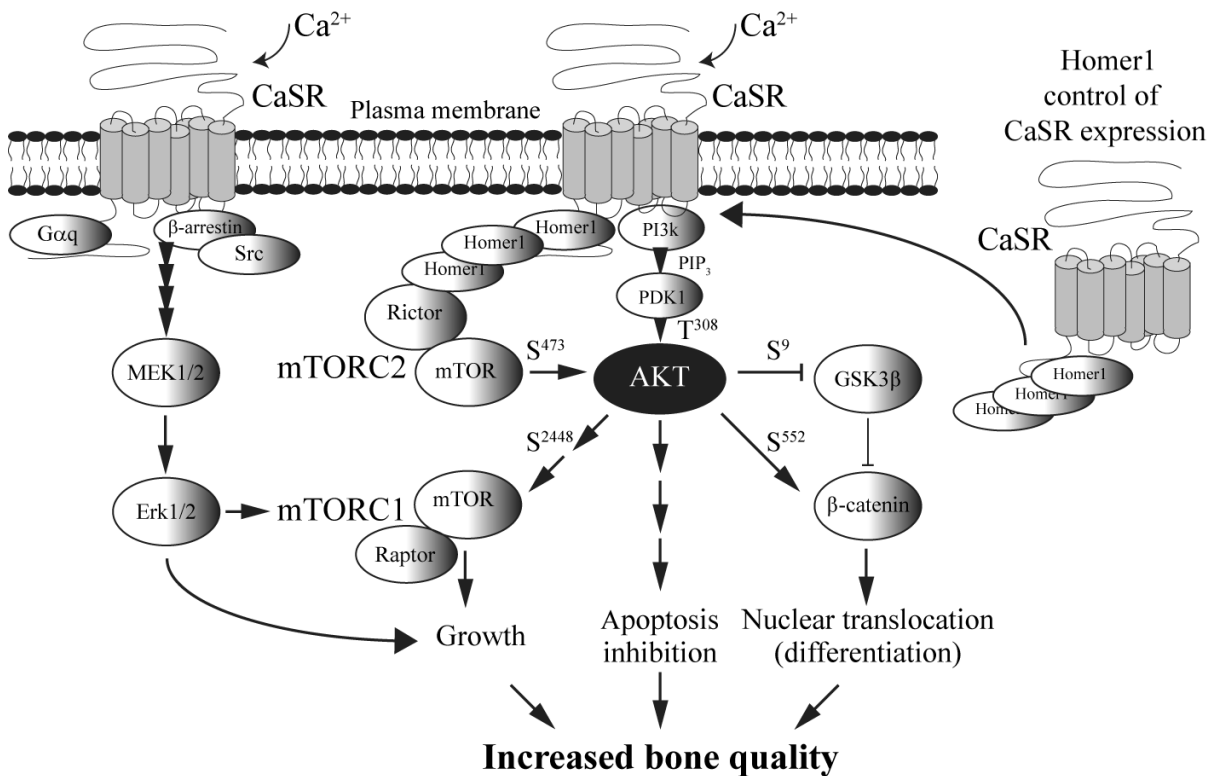 Ca²⁺
CaSR
Plasma membrane
Ca²⁺
CaSR
Homer1
control of
CaSR expression
CaSR
Gαq
β-arrestin
Src
Homer1
Homer1
Homer1
Rictor
mTORC2
mTOR
PI3k
PIP₃
PDK1
T³⁰⁸
S⁴⁷³
AKT
S⁹
GSK3β
Homer1
Homer1
MEK1/2
S²⁴⁴⁸
S⁵⁵²
Erk1/2
mTORC1
mTOR
Raptor
β-catenin
Growth
Apoptosis
inhibition
Nuclear translocation
(differentiation)
Increased bone quality